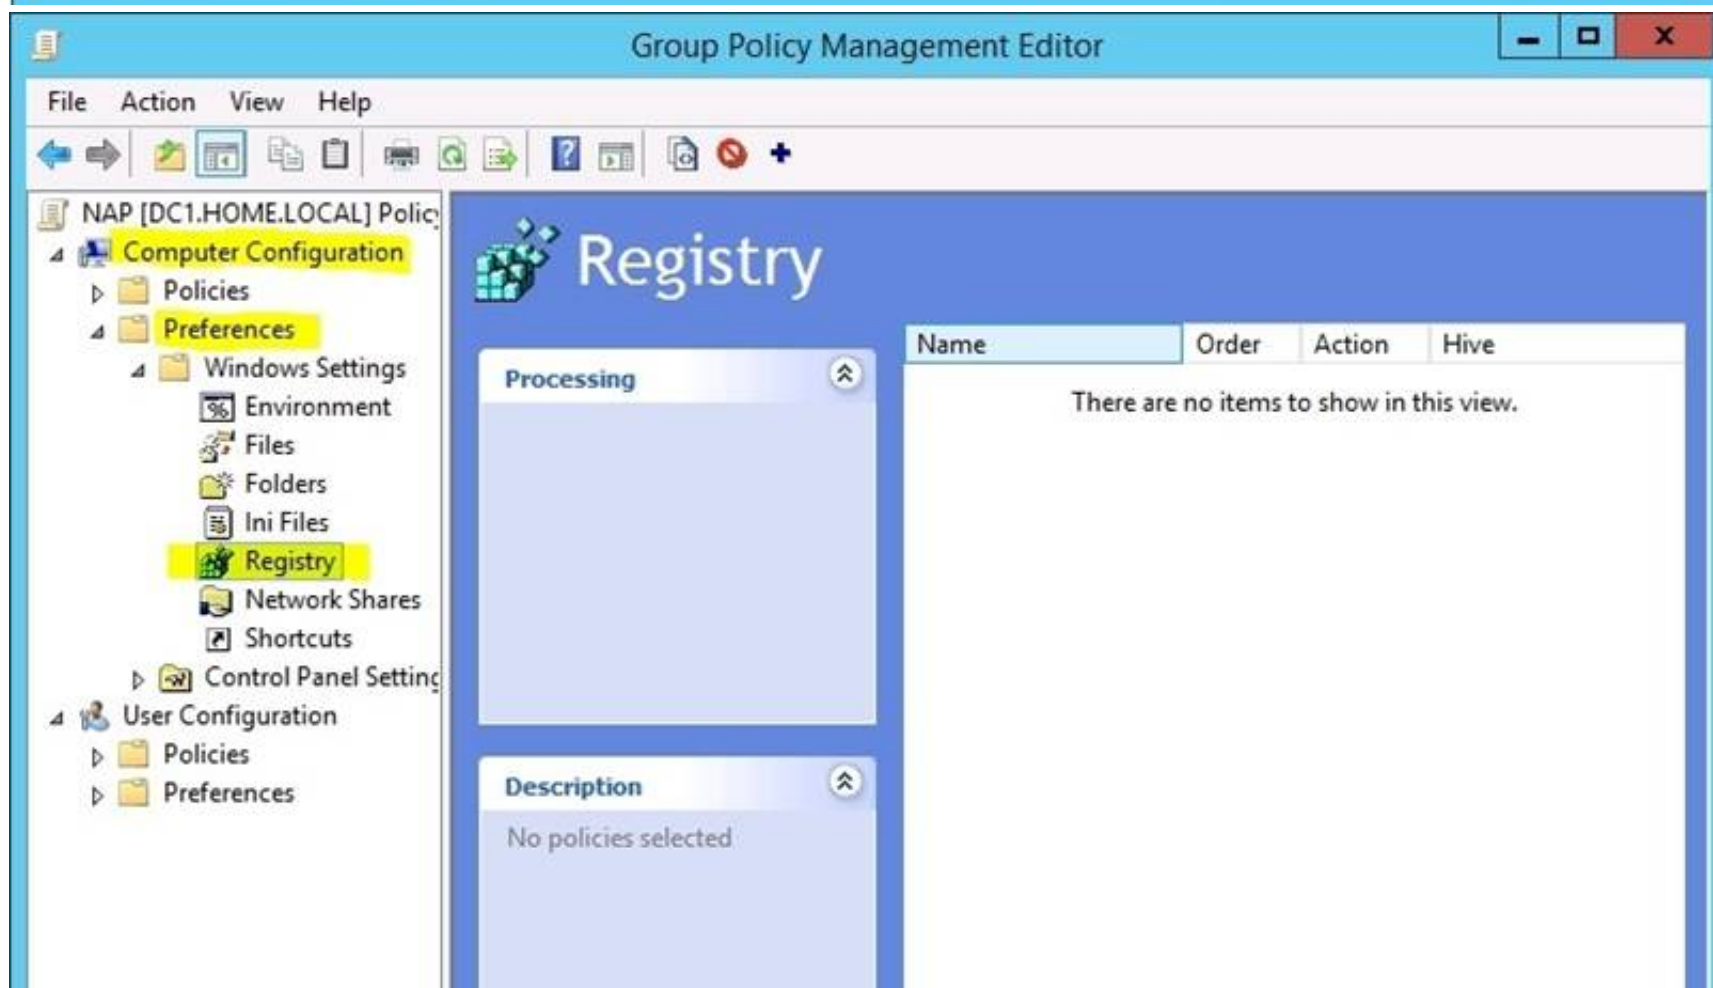 Group Policy Management Editor
File Action View Help
NAP [DC1.HOME.LOCAL] Policy
Computer Configuration
Policies
Preferences
Windows Settings
Environment
Files
Folders
Ini Files
Registry
Network Shares
Shortcuts
Control Panel Setting
User Configuration
Policies
Preferences
Registry
Processing
Description
No policies selected
Name Order Action Hive
There are no items to show in this view.